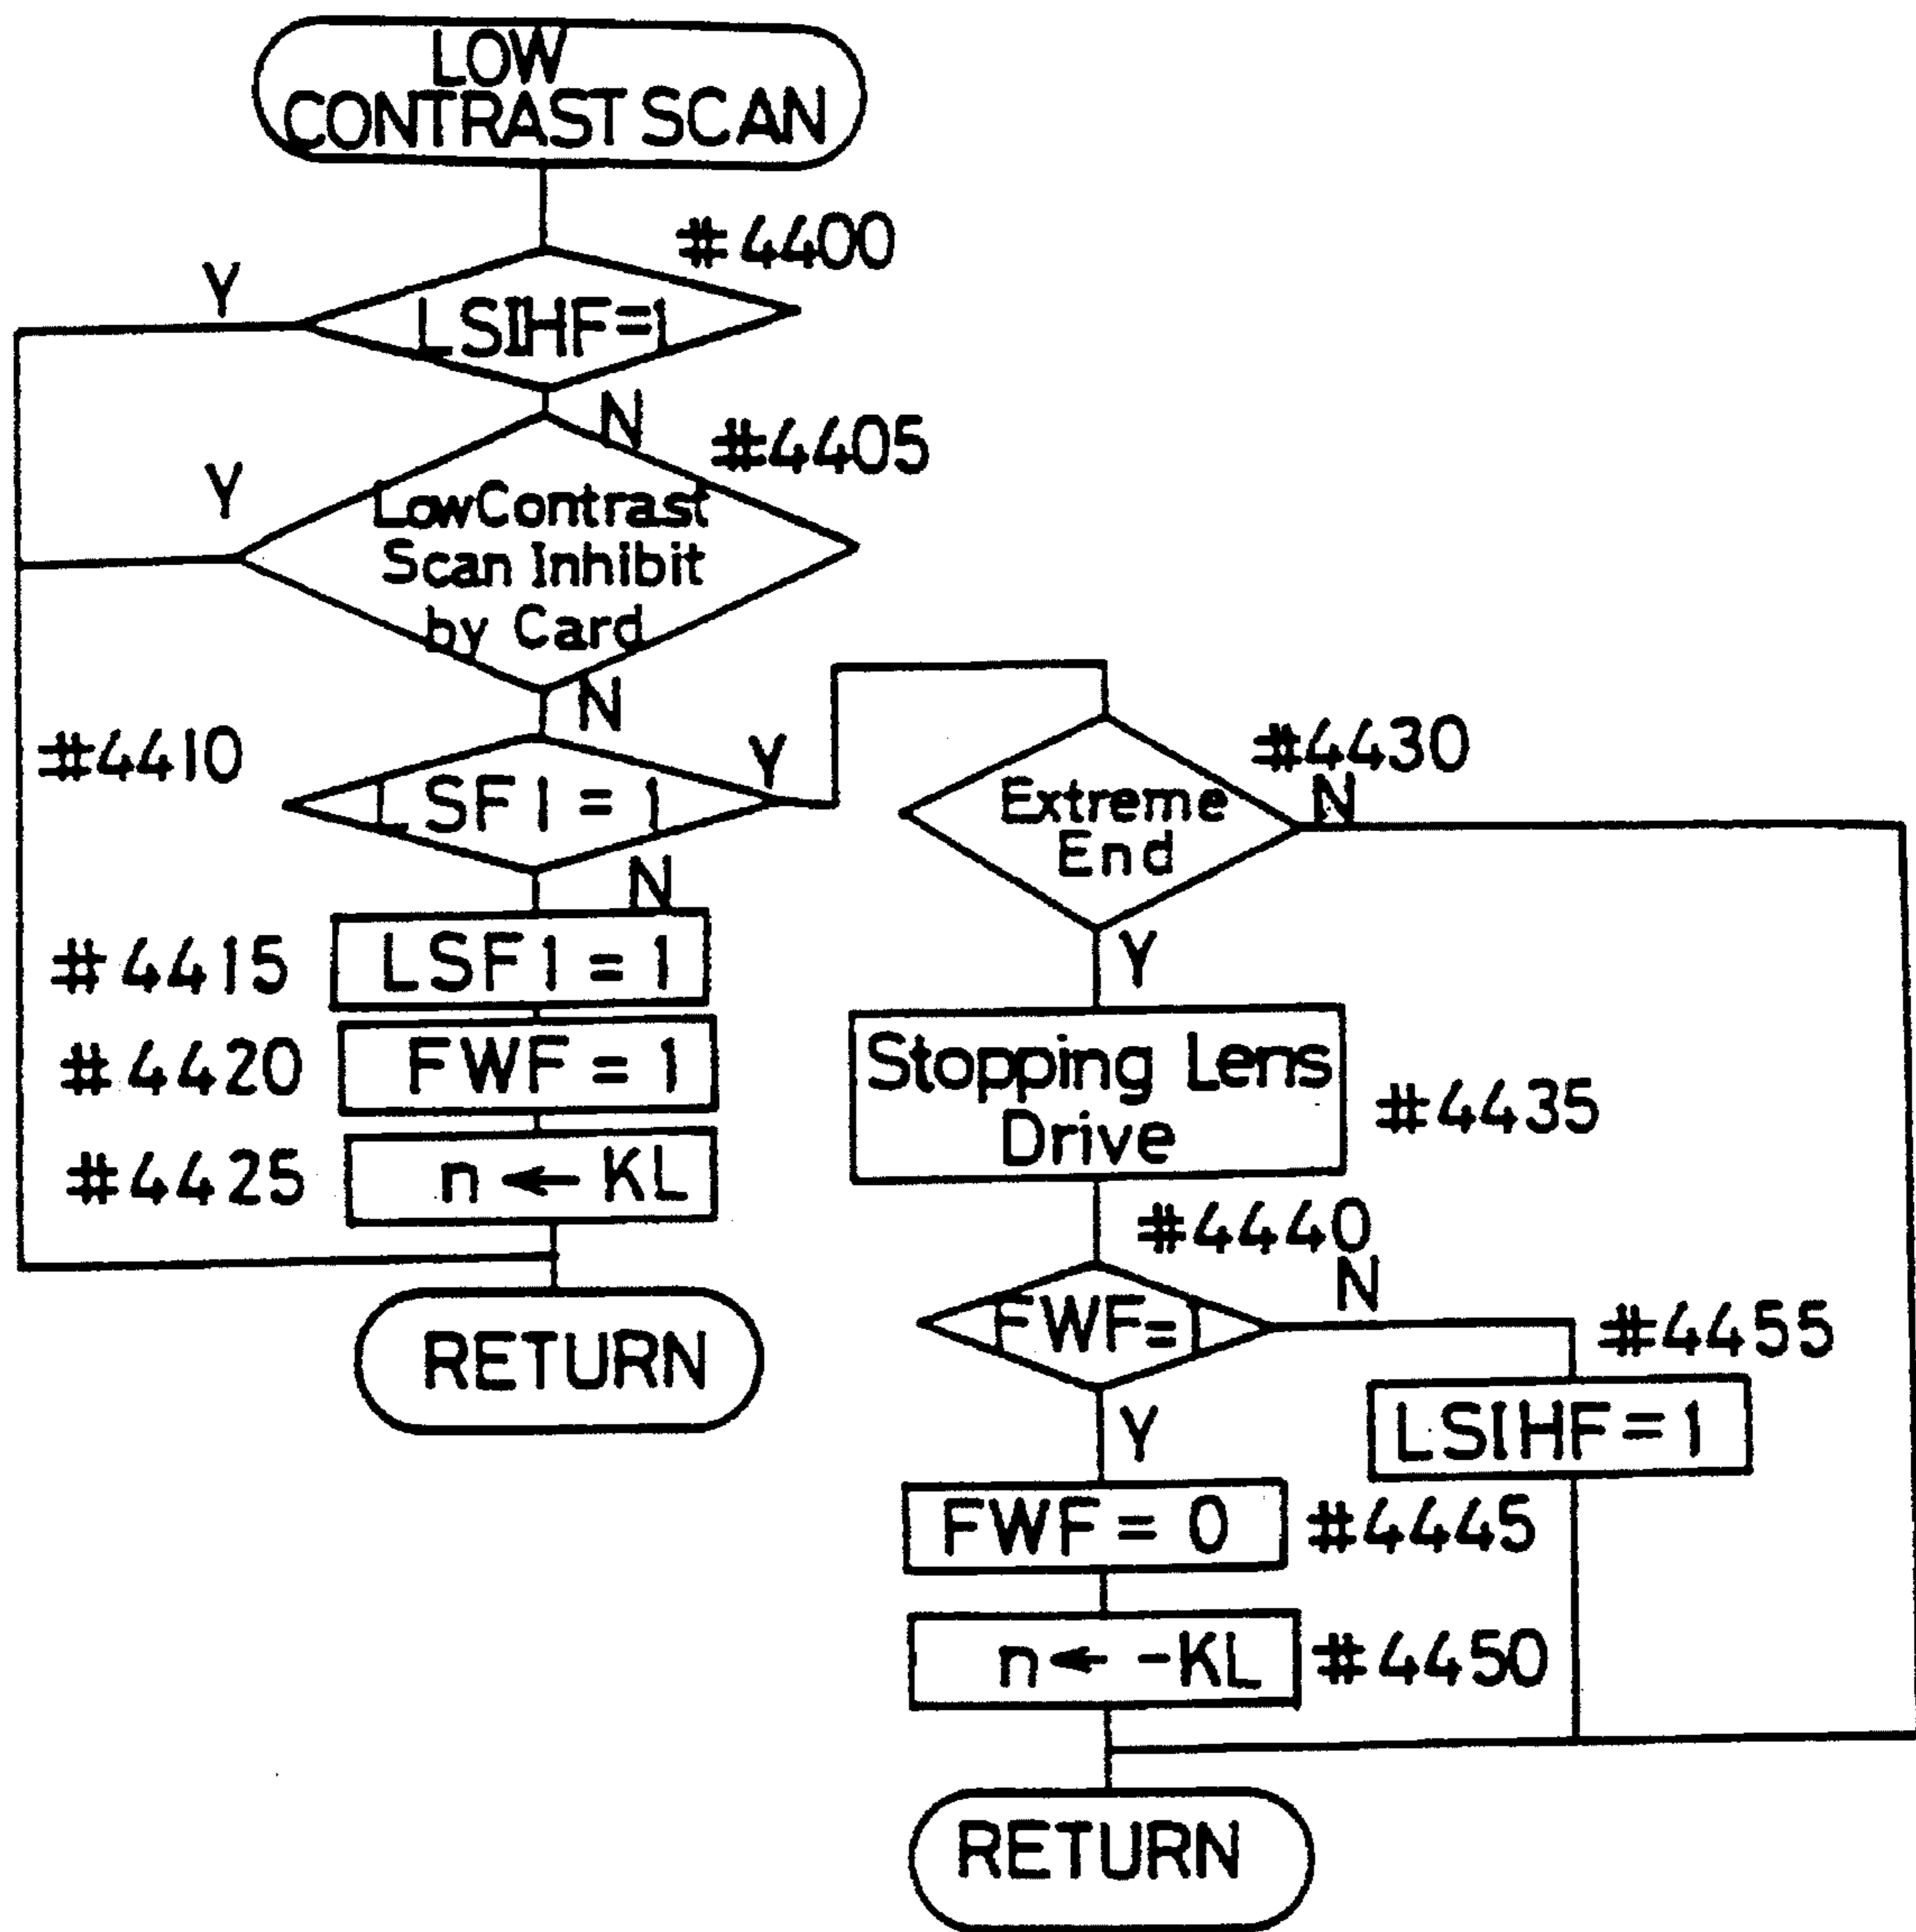 LOW
CONTRAST SCAN
#4400
Y
LSIHF=1
N
#4405
Y
Low Contrast
Scan Inhibit
by Card
N
#4410
LSF1=1
Y
N
#4415
LSF1=1
#4420
FWF=1
#4425
n ← KL
RETURN
#4430
Extreme
End
N
Y
Stopping Lens
Drive
#4435
#4440
FWF=1
N
Y
#4455
LSIHF=1
FWF=0
#4445
n ← -KL
#4450
RETURN